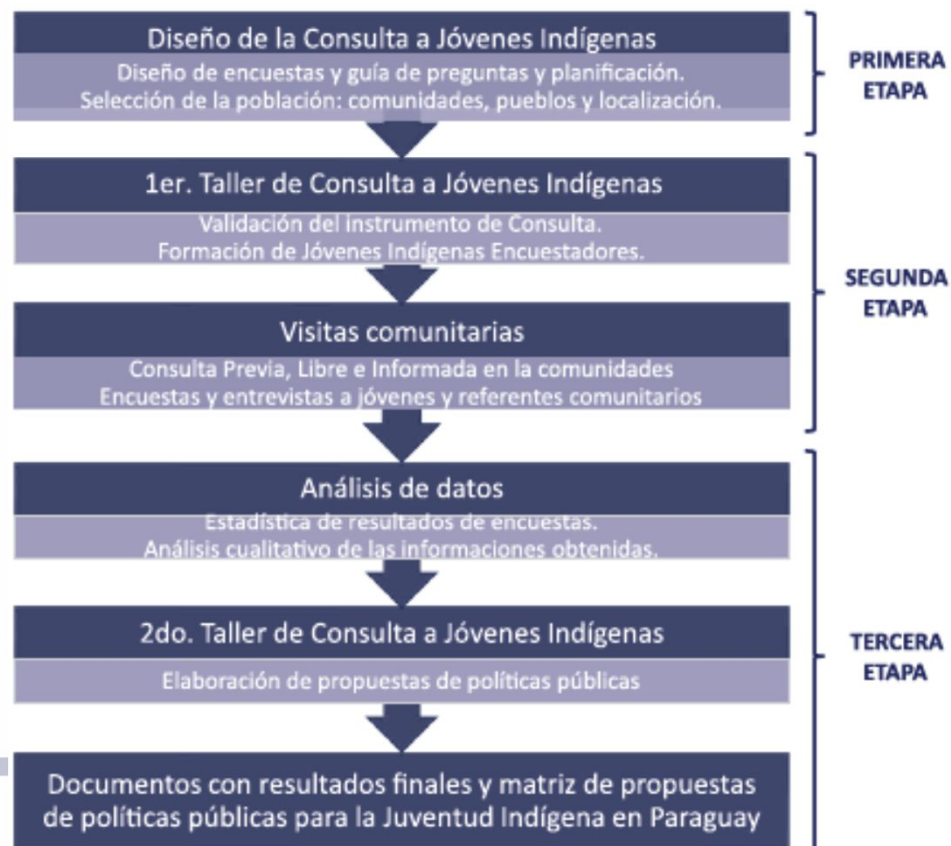 Diseño de la Consulta a Jóvenes Indígenas
Diseño de encuestas y guía de preguntas y planificación.
Selección de la población: comunidades, pueblos y localización.
PRIMERA
ETAPA
1er. Taller de Consulta a Jóvenes Indígenas
Validación del instrumento de Consulta.
Formación de Jóvenes Indígenas Encuestadores.
Visitas comunitarias
Consulta Previa, Libre e Informada en la comunidades
Encuestas y entrevistas a jóvenes y referentes comunitarios
SEGUNDA
ETAPA
Análisis de datos
Estadística de resultados de encuestas.
Análisis cualitativo de las informaciones obtenidas.
2do. Taller de Consulta a Jóvenes Indígenas
Elaboración de propuestas de políticas públicas
Documentos con resultados finales y matriz de propuestas
de políticas públicas para la Juventud Indígena en Paraguay
TERCERA
ETAPA